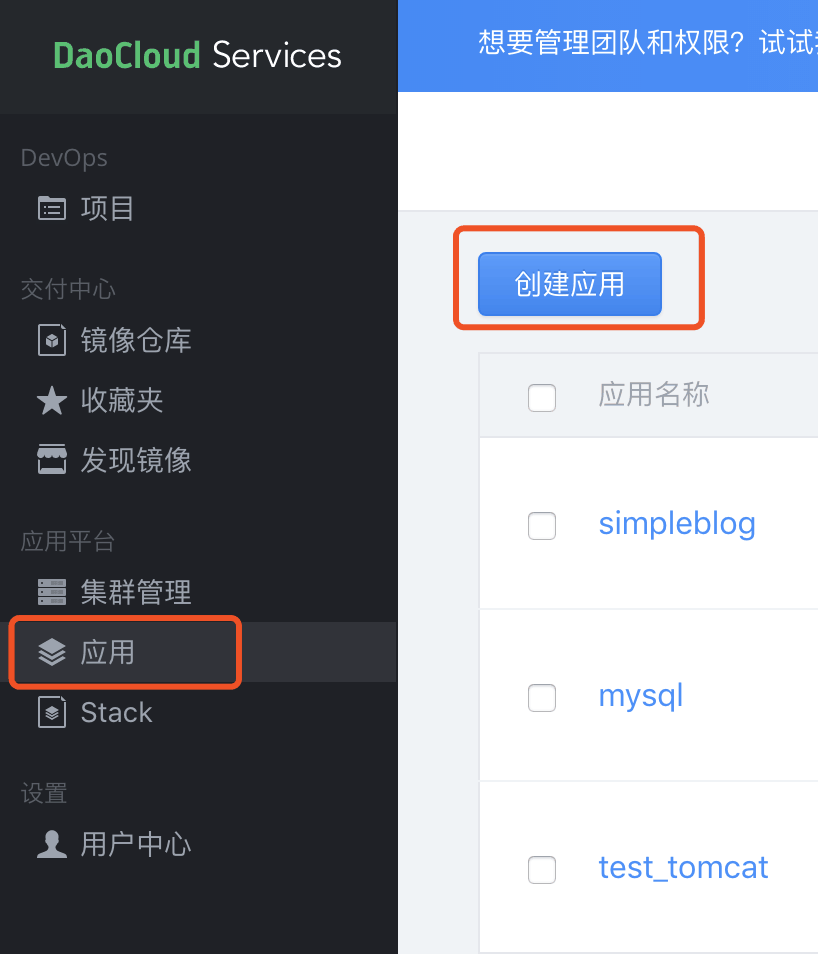 DaoCloud Services
DevOps
项目
交付中心
镜像仓库
收藏夹
发现镜像
应用平台
集群管理
应用
Stack
设置
用户中心
想要管理团队和权限？试试
创建应用
应用名称
simpleblog
mysql
test_tomcat